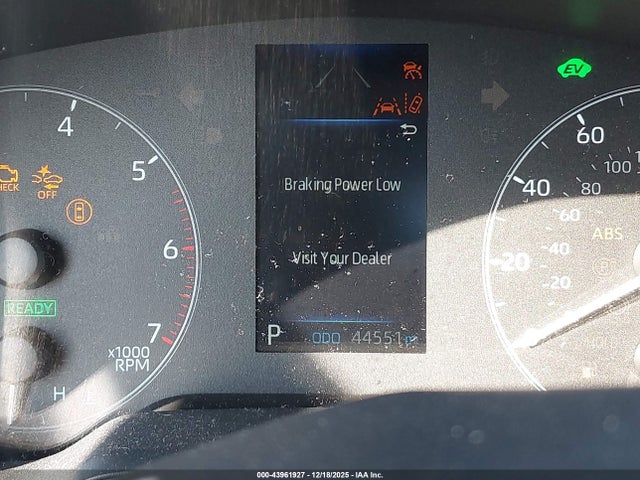 EV
4
60
5
100
CHECK
OFF
40
80
Braking Power Low
60
ABS
6
40
Visit Your Dealer
20
20
READY
7
x1000
RPM
P ODO 44551
H
000-43961927 - 12/18/2025 - IAA Inc.